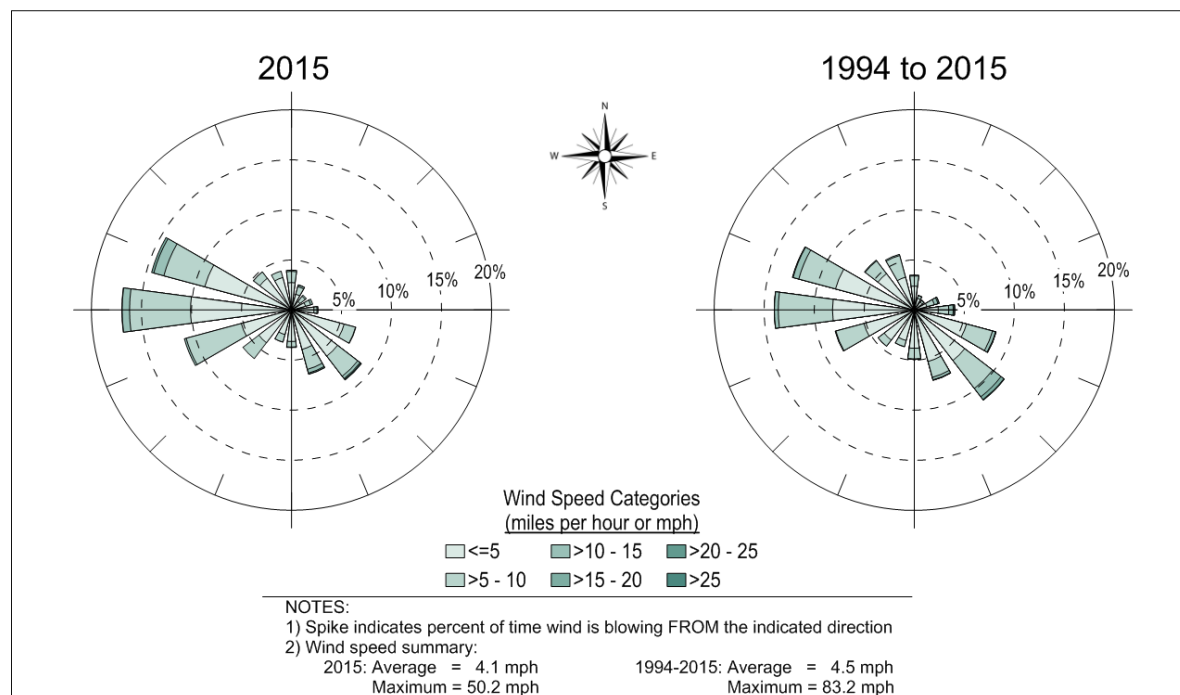 2015
1994 to 2015
N
W E
S
5% 10% 15% 20%
5% 10% 15% 20%
Wind Speed Categories
(miles per hour or mph)
<=5 >10 - 15 >20 - 25
>5 - 10 >15 - 20 >25
NOTES:
1) Spike indicates percent of time wind is blowing FROM the indicated direction
2) Wind speed summary:
2015: Average = 4.1 mph 1994-2015: Average = 4.5 mph
Maximum = 50.2 mph Maximum = 83.2 mph